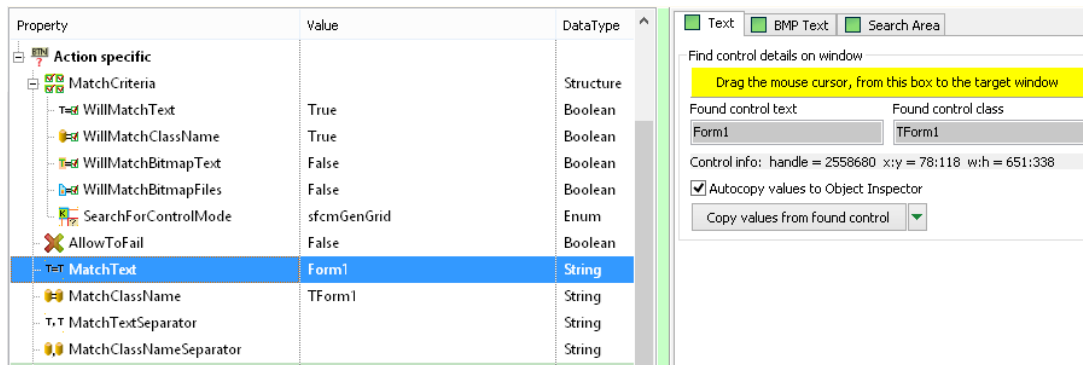 Property Value DataType
Action specific
MatchCriteria Structure
WillMatchText True Boolean
WillMatchClassName True Boolean
WillMatchBitmapText False Boolean
WillMatchBitmapFiles False Boolean
SearchForControlMode sfcmGenGrid Enum
AllowToFail False Boolean
MatchText Form1 String
MatchClassName TForm1 String
MatchTextSeparator String
MatchClassNameSeparator String
Text BMP Text Search Area
Find control details on window
Drag the mouse cursor, from this box to the target window
Found control text Found control class
Form1 TForm1
Control info: handle = 2558680 x:y = 78:118 w:h = 651:338
Autocopy values to Object Inspector
Copy values from found control